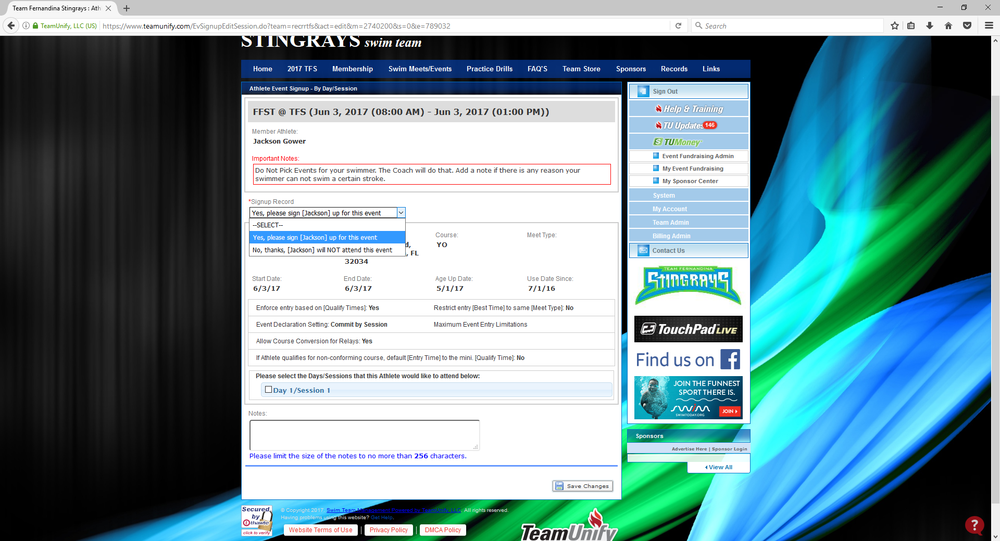 Team Fernandina Stingrays : Ath
TeamUnify, LLC (US)
https://www.teamunify.com/EvSignupEditSession.do?team=recrrtfs&act=edit&m=2740200&s=0&e=789032
Search
STINGRAYS swim team
Home 2017 TFS Membership Swim Meets/Events Practice Drills FAQ'S Team Store Sponsors Records Links
Athlete Event Signup - By Day/Session
FFST @ TFS (Jun 3, 2017 (08:00 AM) - Jun 3, 2017 (01:00 PM))
Member Athlete:
Jackson Gower
Important Notes:
Do Not Pick Events for your swimmer. The Coach will do that. Add a note if there is any reason your
swimmer can not swim a certain stroke.
*Signup Record
Yes, please sign [Jackson] up for this event
--SELECT--
Yes, please sign [Jackson] up for this event
No, thanks, [Jackson] will NOT attend this event
Course: Meet Type:
d, YO
, FL
32034
Start Date: End Date: Age Up Date: Use Date Since:
6/3/17 6/3/17 5/1/17 7/1/16
Enforce entry based on [Qualify Times]: Yes Restrict entry [Best Time] to same [Meet Type]: No
Event Declaration Setting: Commit by Session Maximum Event Entry Limitations
Allow Course Conversion for Relays: Yes
If Athlete qualifies for non-conforming course, default [Entry Time] to the mini. [Qualify Time]: No
Please select the Days/Sessions that this Athlete would like to attend below:
Day 1/Session 1
Notes:
Please limit the size of the notes to no more than 256 characters.
Save Changes
Sign Out
Help & Training
TU Updates 146
TUMoney
Event Fundraising Admin
My Event Fundraising
My Sponsor Center
System
My Account
Team Admin
Billing Admin
Contact Us
TEAM FERNANDINA
STINGRAYS
TouchPad LIVE
Find us on f
JOIN THE FUNNEST
SPORT THERE IS.
swim
SWIMTODAY.ORG
JOIN
Sponsors
Advertise Here | Sponsor Login
View All
Secured
by
thawte
click to verify
© Copyright 2017. Swim Team Management Powered by TeamUnify, LLC. All rights reserved.
Having problems using this website? Get Help.
Website Terms of Use | Privacy Policy | DMCA Policy
TeamUnify
?